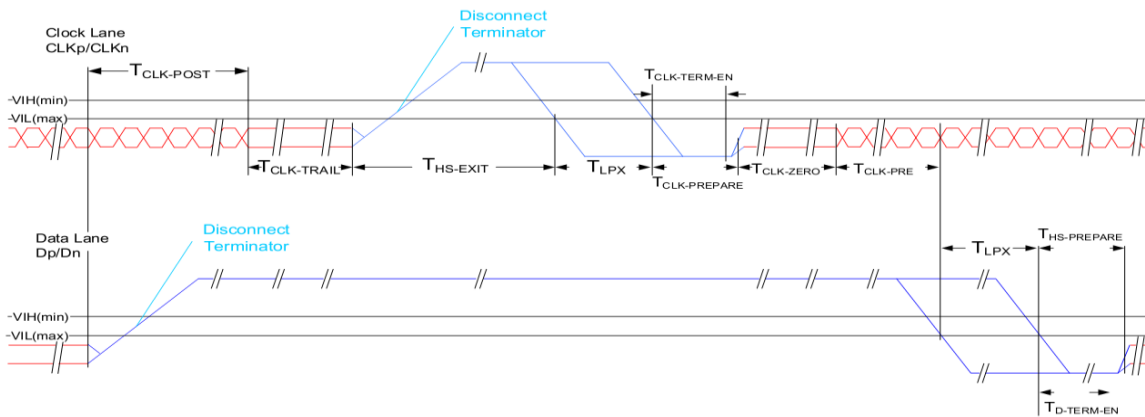 Disconnect
Terminator
Clock Lane
CLKp/CLKn
TCLK-POST
TCLK-TERM-EN
VIH(min)
VIL(max)
TCLK-TRAIL
THS-EXIT
TLPX
TCLK-PREPARE
TCLK-ZERO
TCLK-PRE
Disconnect
Terminator
Data Lane
Dp/Dn
THS-PREPARE
TLPX
VIH(min)
VIL(max)
TD-TERM-EN